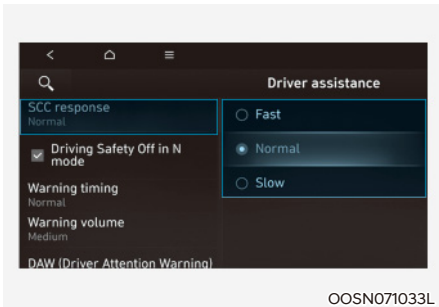 Driver assistance
SCC response
Normal
Driving Safety Off in N
mode
Warning timing
Normal
Warning volume
Medium
DAW (Driver Attention Warning)
Fast
Normal
Slow
OOSN071033L